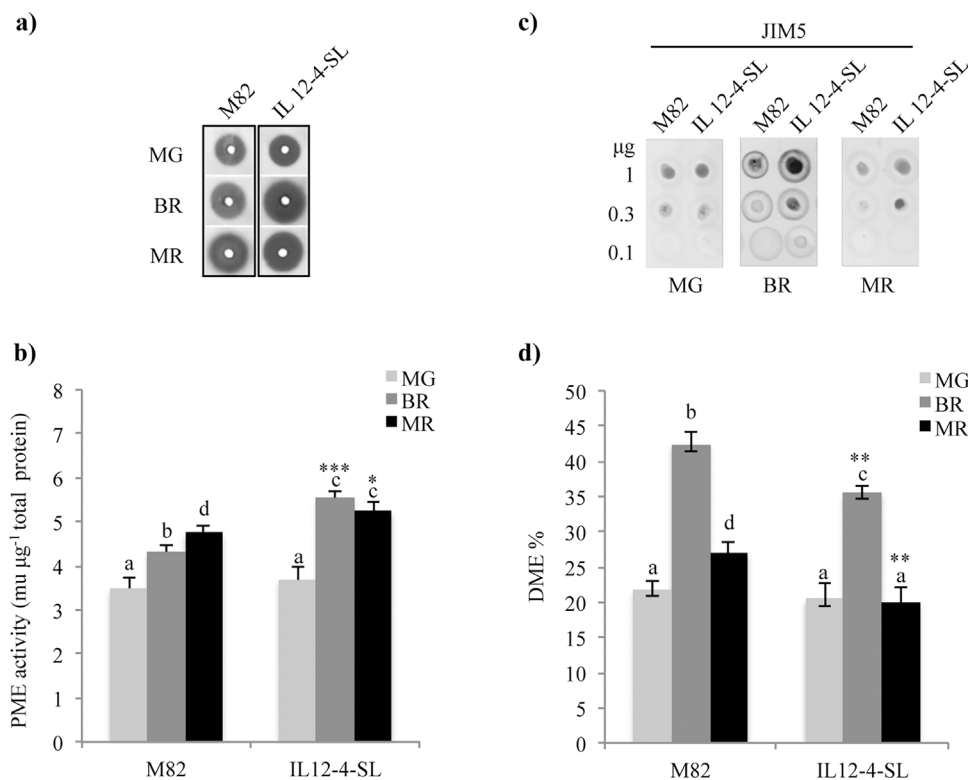 a)
M82 IL 12-4-SL
MG
BR
MR
c)
JIM5
M82 IL 12-4-SL M82 IL 12-4-SL M82 IL 12-4-SL
µg
1
0.3
0.1
MG BR MR
b)
PME activity (mu µg⁻¹ total protein)
8
7
6
5
4
3
2
1
0
MG
BR
MR
a b d a *** c * c
M82 IL12-4-SL
d)
DME %
50
45
40
35
30
25
20
15
10
5
0
MG
BR
MR
a b d a ** c ** a
M82 IL12-4-SL